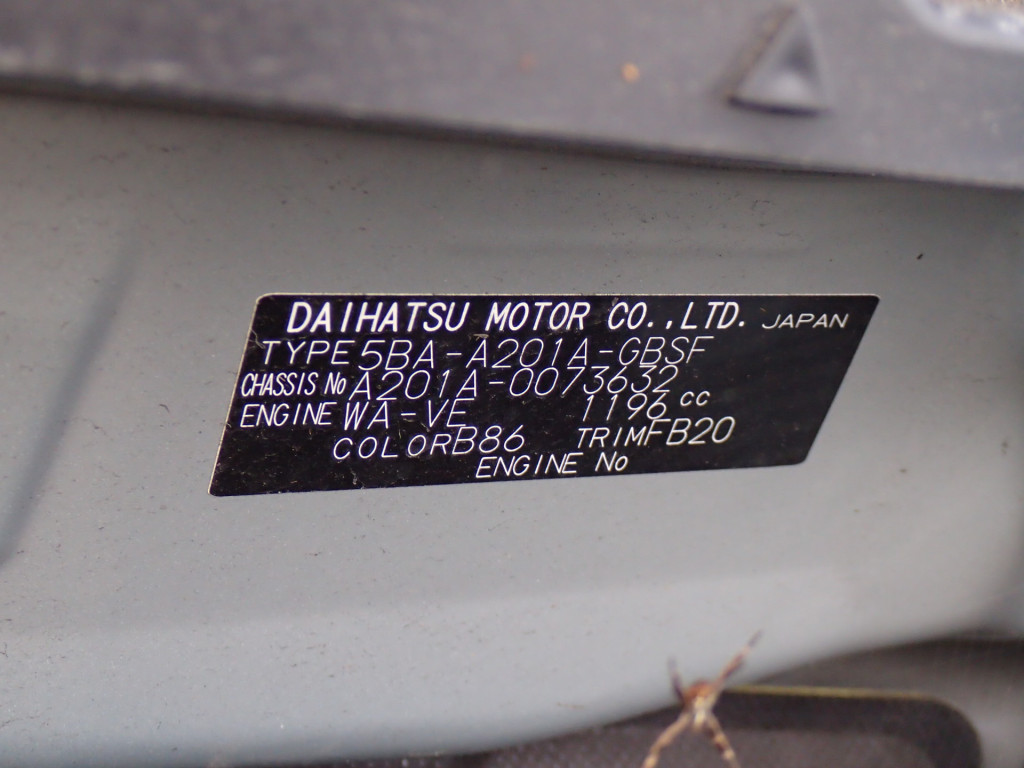 DAIHATSU MOTOR CO.,LTD. JAPAN
TYPE 5BA-A201A-GBSF
CHASSIS No A201A-0073632
ENGINE WA-VE 1196 cc
COLOR B86 TRIM FB20
ENGINE No